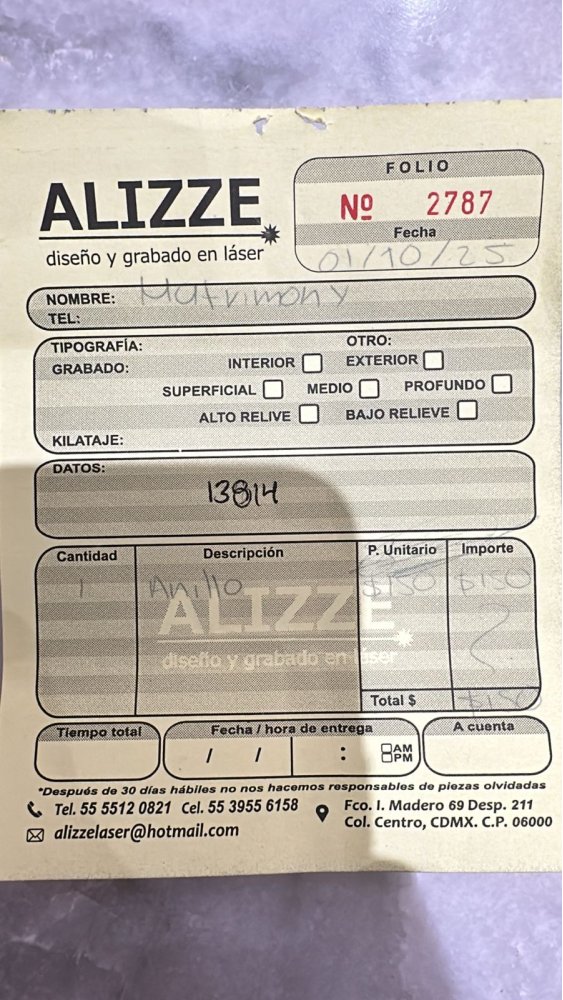 FOLIO
Nº 2787
ALIZZE
diseño y grabado en láser
Fecha
01/10/25
NOMBRE: Matrimony
TEL:
TIPOGRAFÍA: OTRO:
GRABADO: INTERIOR EXTERIOR
SUPERFICIAL MEDIO PROFUNDO
ALTO RELIVE BAJO RELIEVE
KILATAJE:
DATOS:
13814
Cantidad Descripción P. Unitario Importe
1 Anillo $150 $150
ALIZZE
diseño y grabado en láser
Total $ $150
Tiempo total Fecha / hora de entrega A cuenta
/ / : AM
PM
*Después de 30 días hábiles no nos hacemos responsables de piezas olvidadas
Tel. 55 5512 0821 Cel. 55 3955 6158
alizzelaser@hotmail.com
Fco. I. Madero 69 Desp. 211
Col. Centro, CDMX. C.P. 06000